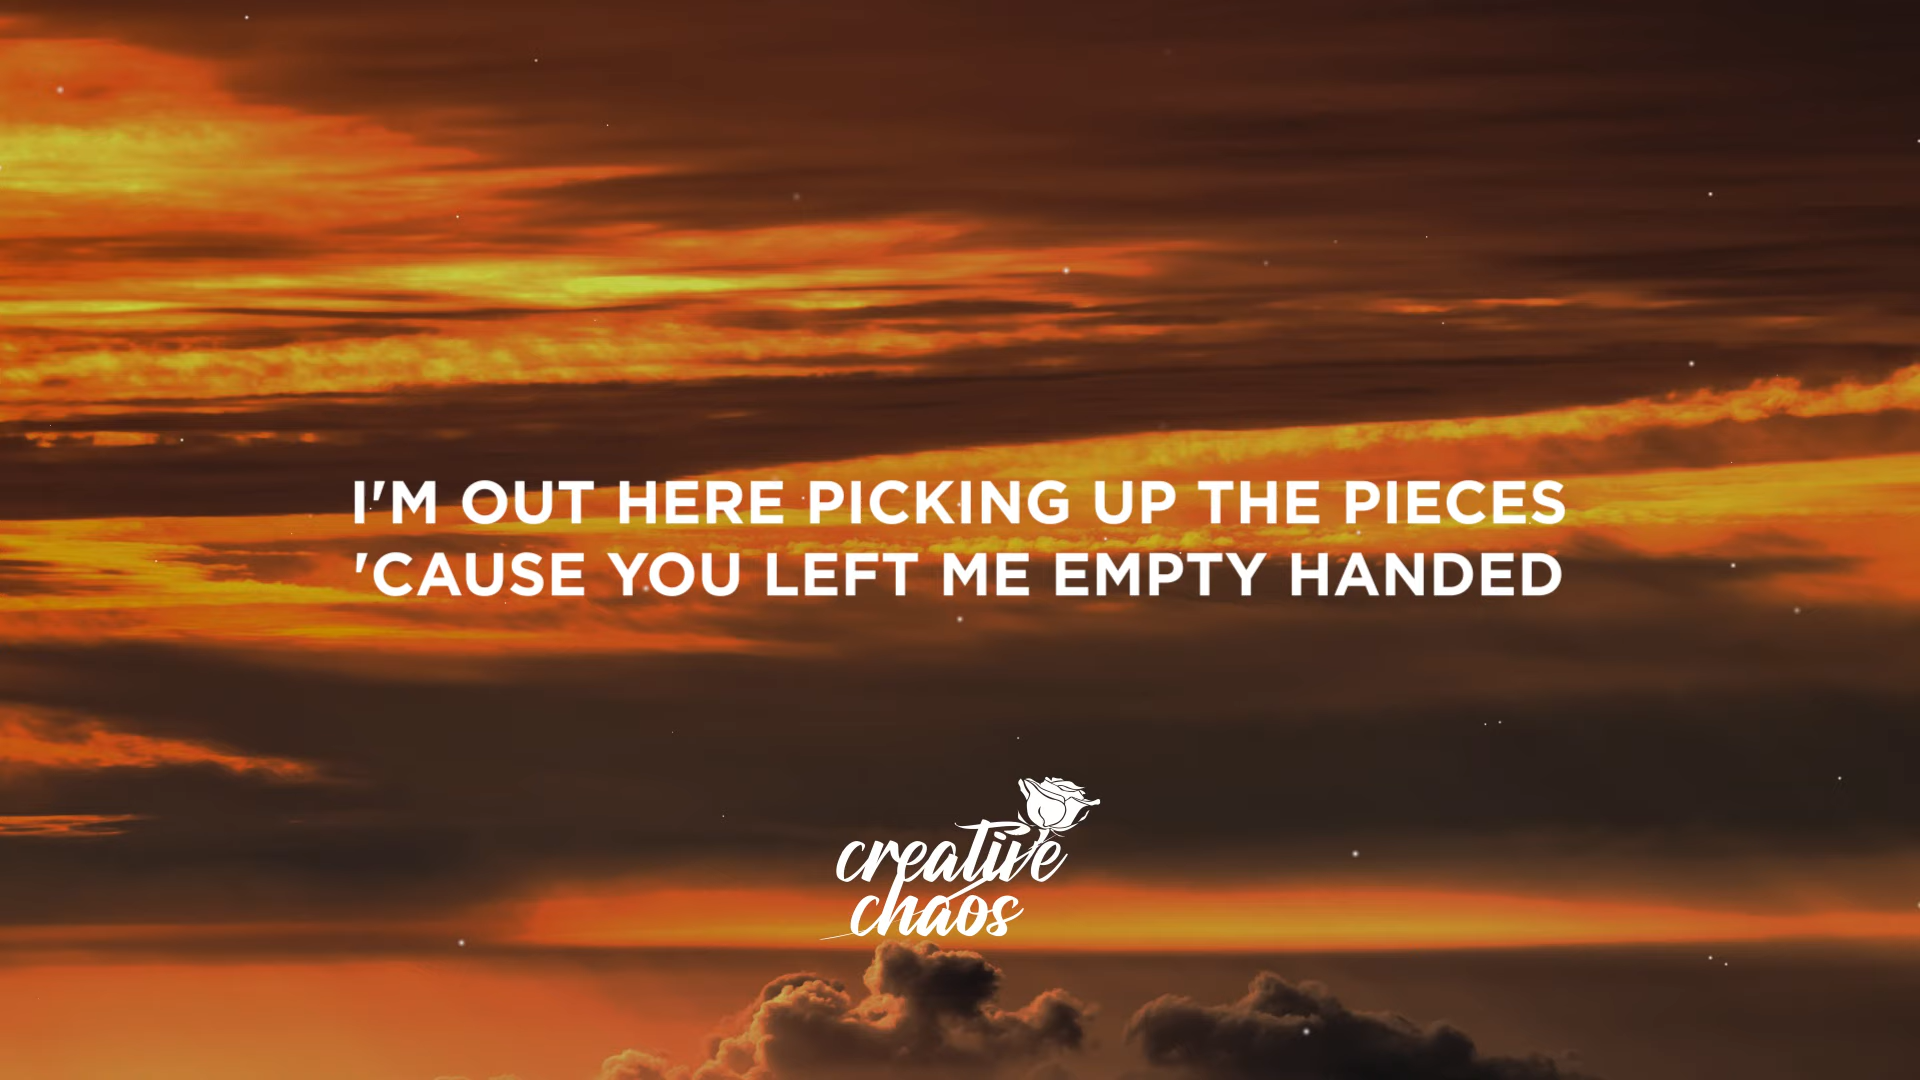 I'M OUT HERE PICKING UP THE PIECES
'CAUSE YOU LEFT ME EMPTY HANDED
creative
chaos